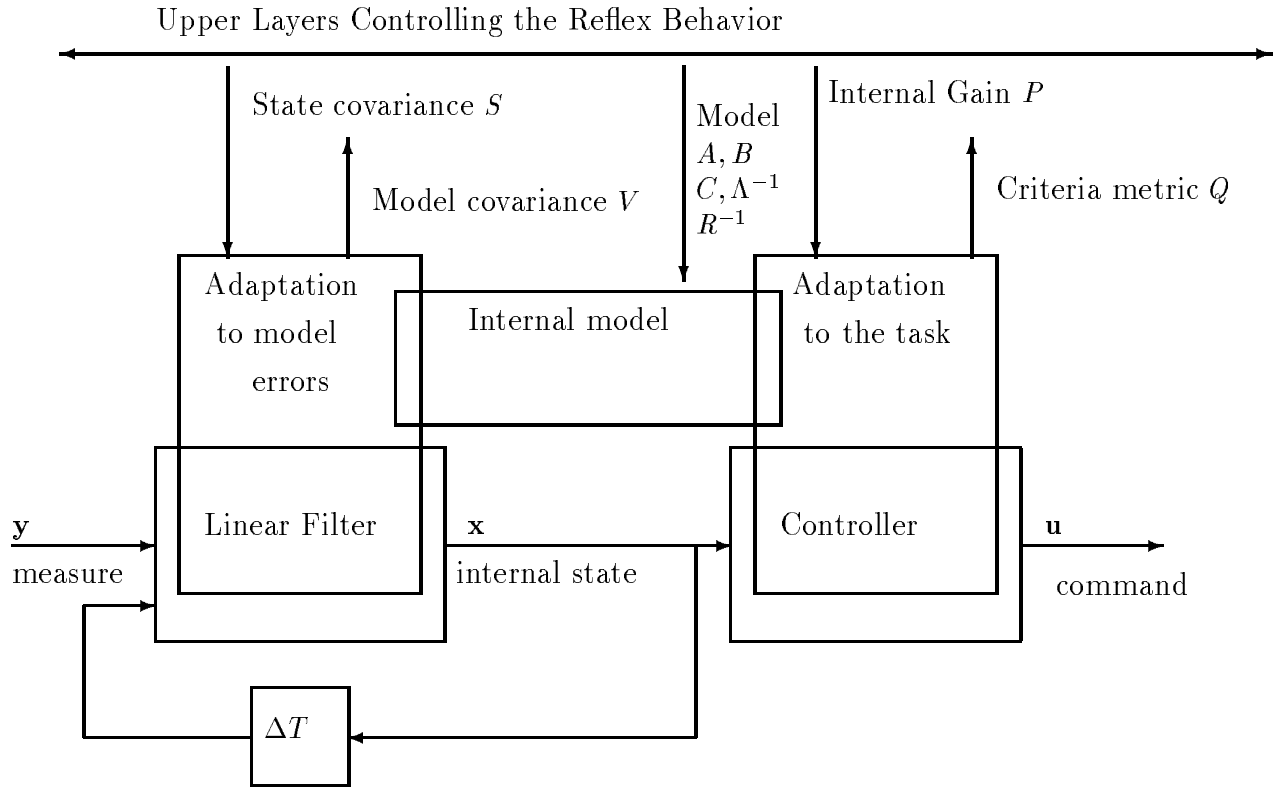 Upper Layers Controlling the Reflex Behavior
State covariance S
Model covariance V
Model
A, B
C, Λ⁻¹
R⁻¹
Internal Gain P
Criteria metric Q
Adaptation
to model
errors
Internal model
Adaptation
to the task
y
measure
Linear Filter
x
internal state
Controller
u
command
ΔT